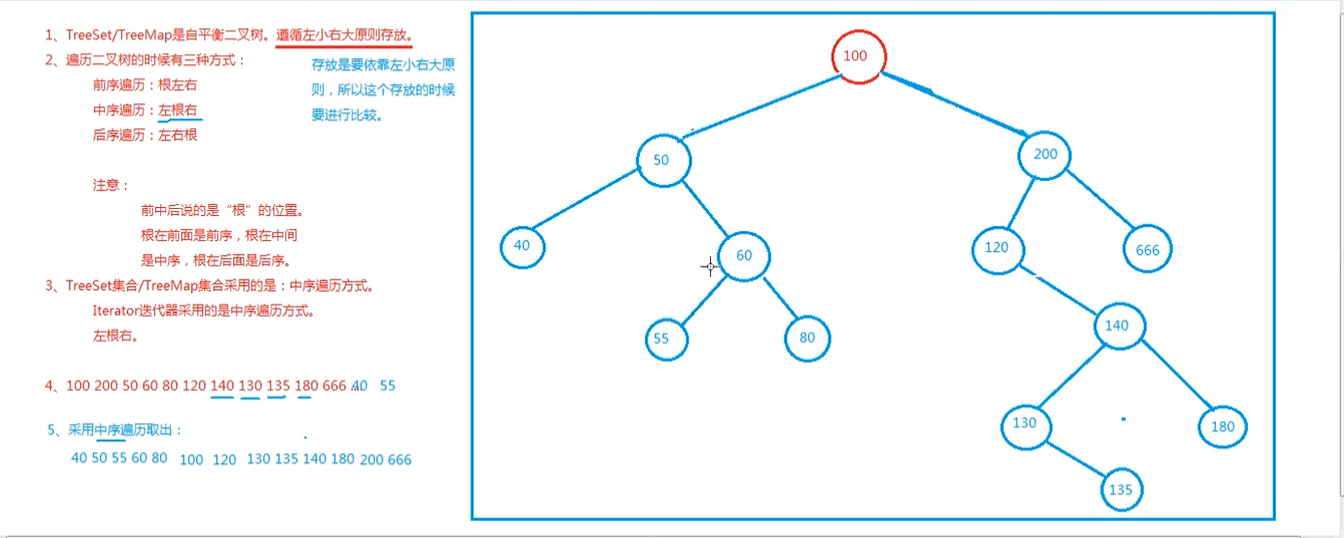 1、TreeSet/TreeMap是自平衡二叉树。遵循左小右大原则存放。
2、遍历二叉树的时候有三种方式：
前序遍历：根左右
中序遍历：左根右
后序遍历：左右根
存放是要依靠左小右大原
则，所以这个存放的时候
要进行比较。
注意：
前中后说的是“根”的位置。
根在前面是前序，根在中间
是中序，根在后面是后序。
3、TreeSet集合/TreeMap集合采用的是：中序遍历方式。
Iterator迭代器采用的是中序遍历方式。
左根右。
4、100 200 50 60 80 120 140 130 135 180 666 40 55
5、采用中序遍历取出：
40 50 55 60 80 100 120 130 135 140 180 200 666
100
50
200
40
60
120
666
55
80
140
130
180
135